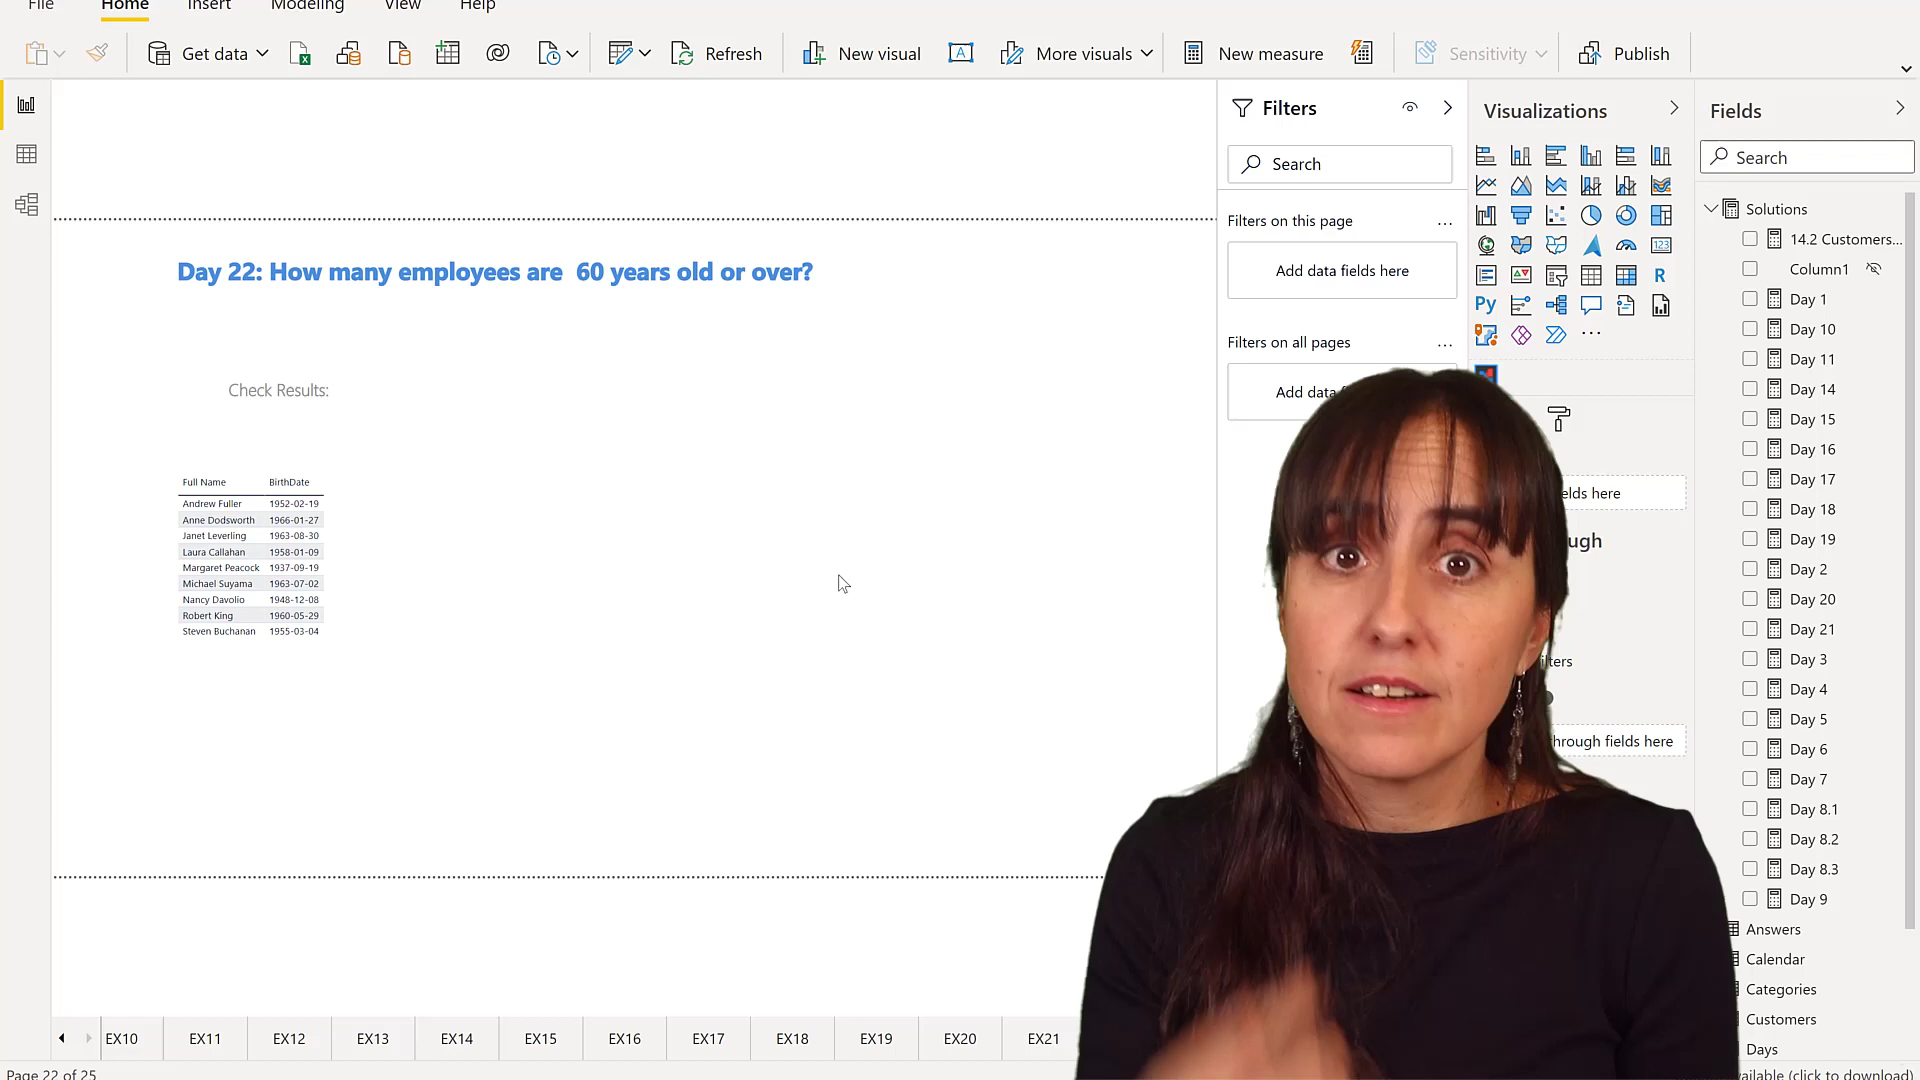 File Home Insert Modeling View Help
Get data Refresh New visual More visuals New measure Sensitivity Publish
Filters
Search
Filters on this page ...
Add data fields here
Filters on all pages ...
Add data
Visualizations
R
Py
...
elds here
ugh
ilters
hrough fields here
Fields
Search
Solutions
14.2 Customers...
Column1
Day 1
Day 10
Day 11
Day 14
Day 15
Day 16
Day 17
Day 18
Day 19
Day 2
Day 20
Day 21
Day 3
Day 4
Day 5
Day 6
Day 7
Day 8.1
Day 8.2
Day 8.3
Day 9
Answers
Calendar
Categories
Customers
Days
Day 22: How many employees are 60 years old or over?
Check Results:
Full Name BirthDate
Andrew Fuller 1952-02-19
Anne Dodsworth 1966-01-27
Janet Leverling 1963-08-30
Laura Callahan 1958-01-09
Margaret Peacock 1937-09-19
Michael Suyama 1963-07-02
Nancy Davolio 1948-12-08
Robert King 1960-05-29
Steven Buchanan 1955-03-04
EX10 EX11 EX12 EX13 EX14 EX15 EX16 EX17 EX18 EX19 EX20 EX21
Page 22 of 25
vailable (click to download)